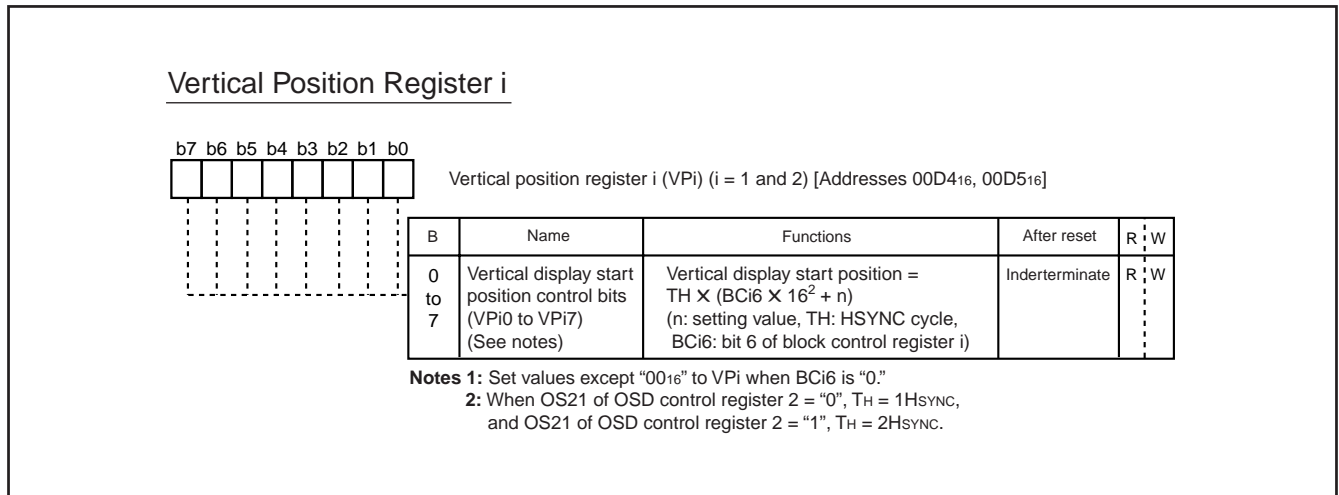 Vertical Position Register i
b7 b6 b5 b4 b3 b2 b1 b0
Vertical position register i (VPi) (i = 1 and 2) [Addresses 00D416, 00D516]
B Name Functions After reset R W
0 to 7
Vertical display start
position control bits
(VPi0 to VPi7)
(See notes)
Vertical display start position =
TH X (BCi6 X 16² + n)
(n: setting value, TH: HSYNC cycle,
BCi6: bit 6 of block control register i)
Inderterminate R W
Notes 1: Set values except “0016” to VPi when BCi6 is “0.”
2: When OS21 of OSD control register 2 = “0”, TH = 1HSYNC,
and OS21 of OSD control register 2 = “1”, TH = 2HSYNC.